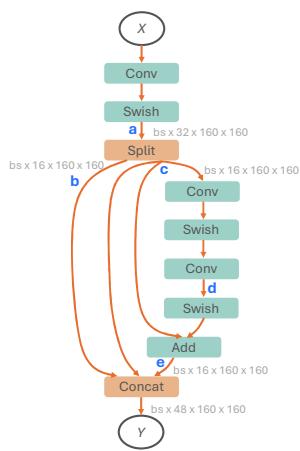 X
Conv
Swish
a
bs x 32 x 160 x 160
Split
bs x 16 x 160 x 160
b
c
bs x 16 x 160 x 160
Conv
Swish
Conv
d
Swish
Add
e
bs x 16 x 160 x 160
Concat
bs x 48 x 160 x 160
Y